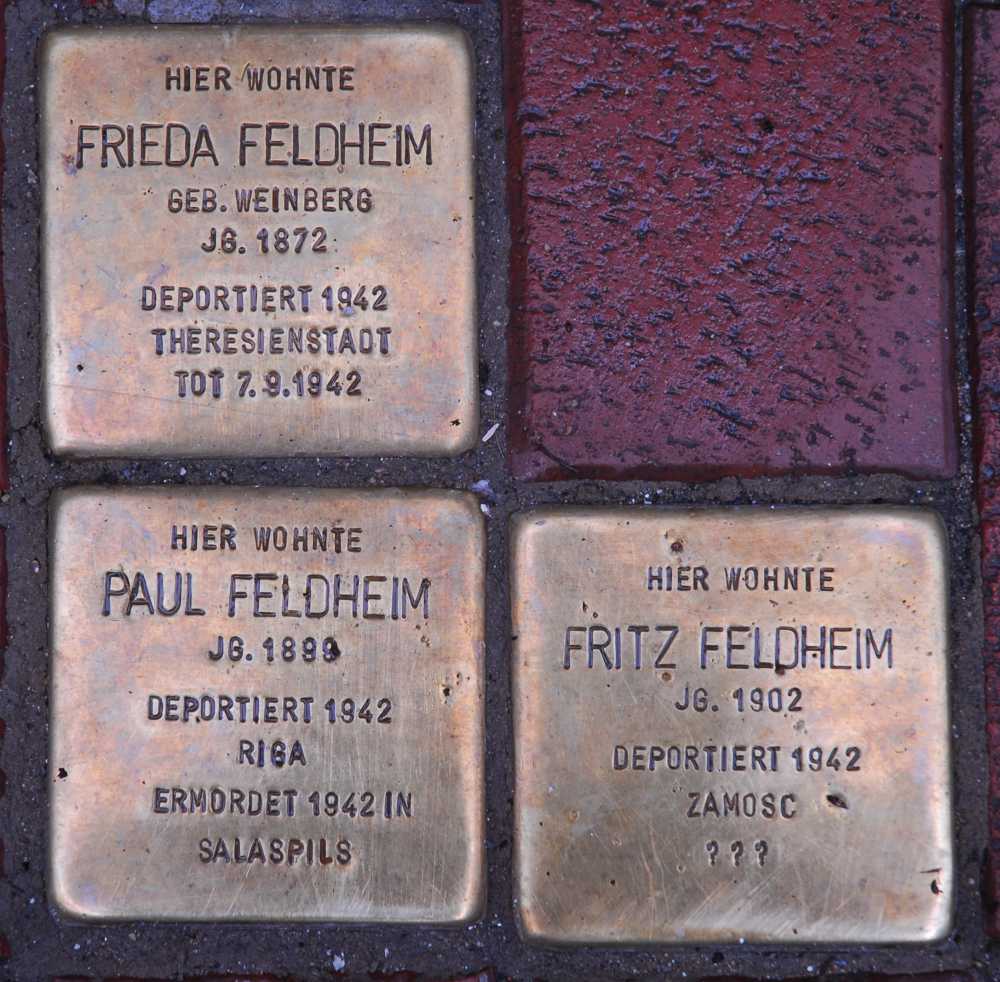 HIER WOHNTE
FRIEDA FELDHEIM
GEB. WEINBERG
JG. 1872
DEPORTIERT 1942
THERESIENSTADT
TOT 7.9.1942
HIER WOHNTE
PAUL FELDHEIM
JG. 1899
DEPORTIERT 1942
RIGA
ERMORDET 1942 IN
SALASPILS
HIER WOHNTE
FRITZ FELDHEIM
JG. 1902
DEPORTIERT 1942
ZAMOSC
???